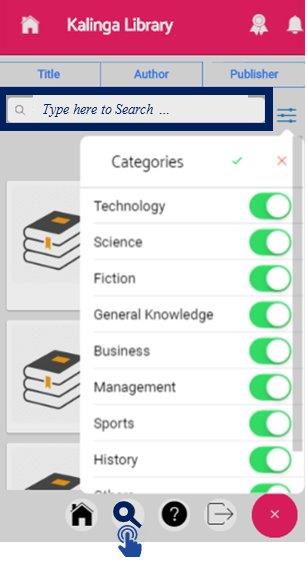 Kalinga Library
Title Author Publisher
Type here to Search ...
Categories
Technology
Science
Fiction
General Knowledge
Business
Management
Sports
History
Others